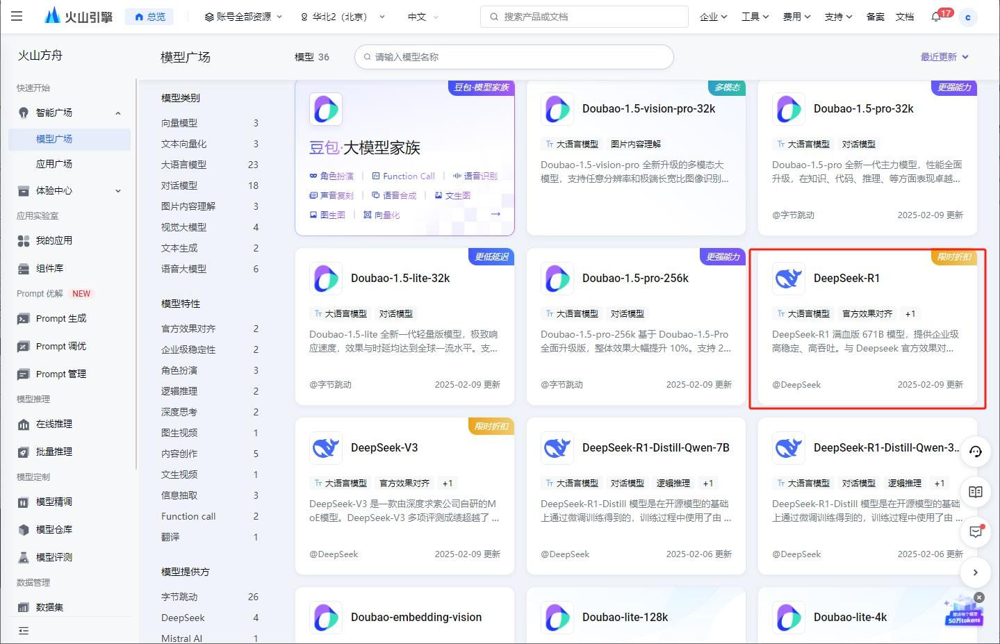 火山引擎
总览
账号全部资源
华北2（北京）
中文
搜索产品或文档
企业
工具
费用
支持
备案
文档
17
c
火山方舟
快速开始
智能广场
模型广场
应用广场
体验中心
应用实验室
我的应用
组件库
Prompt 优解 NEW
Prompt 生成
Prompt 调优
Prompt 管理
模型推理
在线推理
批量推理
模型定制
模型精调
模型仓库
模型评测
数据管理
数据集
模型广场
模型 36
请输入模型名称
最近更新
模型类别
向量模型 3
文本向量化 3
大语言模型 23
对话模型 18
图片内容理解 3
视觉大模型 4
文本生成 2
语音大模型 6
模型特性
官方效果对齐 2
企业级稳定性 2
角色扮演 3
逻辑推理 2
深度思考 2
图生视频 1
内容创作 5
文生视频 1
信息抽取 3
Function call 2
翻译 1
模型提供方
字节跳动 26
DeepSeek 4
Mistral AI 1
豆包·模型家族
豆包·大模型家族
角色扮演 Function Call 语音识别
声音复刻 语音合成 文生图
图生图 向量化
多模态
Doubao-1.5-vision-pro-32k
大语言模型 图片内容理解
Doubao-1.5-vision-pro 全新升级的多模态大
模型，支持任意分辨率和极端长宽比图像识别...
更强能力
Doubao-1.5-pro-32k
大语言模型 对话模型
Doubao-1.5-pro 全新一代主力模型，性能全面
升级，在知识、代码、推理、等方面表现卓越...
@字节跳动 2025-02-09 更新
更低延迟
Doubao-1.5-lite-32k
大语言模型 对话模型
Doubao-1.5-lite 全新一代轻量版模型，极致响
应速度，效果与时延均达到全球一流水平。支...
@字节跳动 2025-02-09 更新
更强能力
Doubao-1.5-pro-256k
大语言模型 对话模型
Doubao-1.5-pro-256k 基于 Doubao-1.5-Pro
全面升级版，整体效果大幅提升 10%。支持 2...
@字节跳动 2025-02-09 更新
限时折扣
DeepSeek-R1
大语言模型 官方效果对齐 +1
DeepSeek-R1 满血版 671B 模型，提供企业级
高稳定、高吞吐。与 Deepseek 官方效果对...
@DeepSeek 2025-02-09 更新
限时折扣
DeepSeek-V3
大语言模型 官方效果对齐 +1
DeepSeek-V3 是一款由深度求索公司自研的M
oE模型。DeepSeek-V3 多项评测成绩超越了 ...
@DeepSeek 2025-02-09 更新
DeepSeek-R1-Distill-Qwen-7B
大语言模型 对话模型 逻辑推理 +1
DeepSeek-R1-Distill 模型是在开源模型的基础
上通过微调训练得到的，训练过程中使用了由 ...
@DeepSeek 2025-02-06 更新
DeepSeek-R1-Distill-Qwen-3...
大语言模型 对话模型 逻辑推理 +1
DeepSeek-R1-Distill 模型是在开源模型的基础
上通过微调训练得到的，训练过程中使用了由 ...
@DeepSeek 2025-02-06 更新
Doubao-embedding-vision
Doubao-lite-128k
Doubao-lite-4k
50万tokens